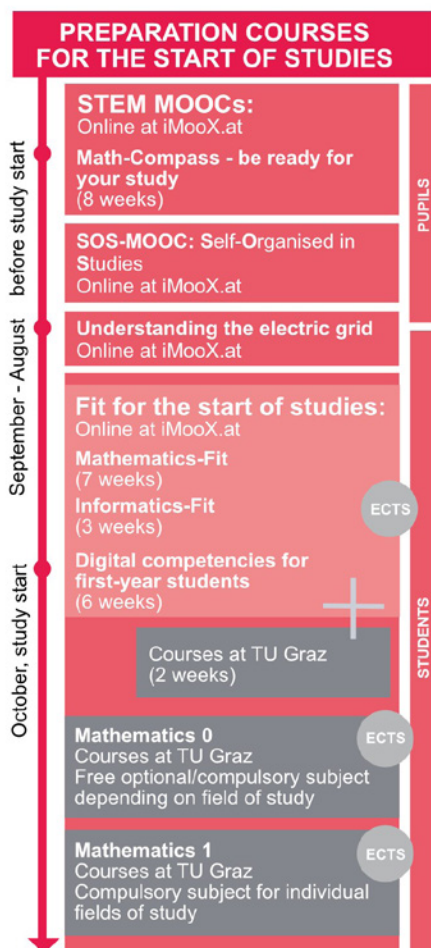 PREPARATION COURSES
FOR THE START OF STUDIES
before study start
September - August
October, study start
STEM MOOCs:
Online at iMooX.at
Math-Compass - be ready for
your study
(8 weeks)
SOS-MOOC: Self-Organised in
Studies
Online at iMooX.at
PUPILS
Understanding the electric grid
Online at iMooX.at
Fit for the start of studies:
Online at iMooX.at
Mathematics-Fit
(7 weeks)
Informatics-Fit
(3 weeks)
ECTS
Digital competencies for
first-year students
(6 weeks)
Courses at TU Graz
(2 weeks)
STUDENTS
Mathematics 0
ECTS
Courses at TU Graz
Free optional/compulsory subject
depending on field of study
Mathematics 1
ECTS
Courses at TU Graz
Compulsory subject for individual
fields of study